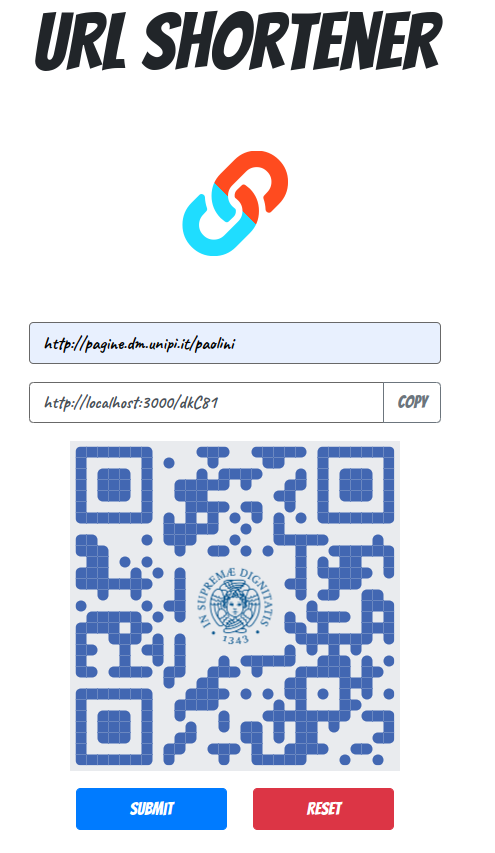 URL SHORTENER
http://pagine.dm.unipi.it/paolini
http://localhost:3000/dkC81
COPY
IN SUPREMÆ DIGNITATIS
1343
SUBMIT
RESET